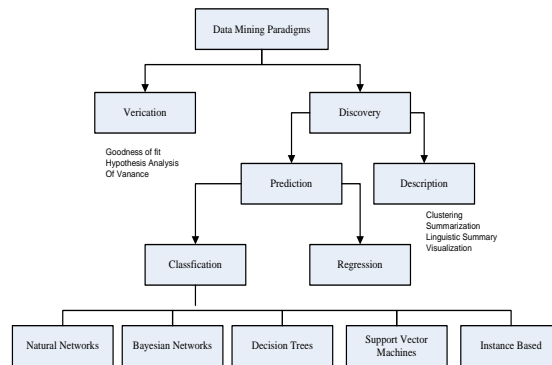 Data Mining Paradigms
Verication
Discovery
Goodness of fit
Hypothesis Analysis
Of Vanance
Prediction
Description
Clustering
Summarization
Linguistic Summary
Visualization
Classfication
Regression
Natural Networks
Bayesian Networks
Decision Trees
Support Vector
Machines
Instance Based